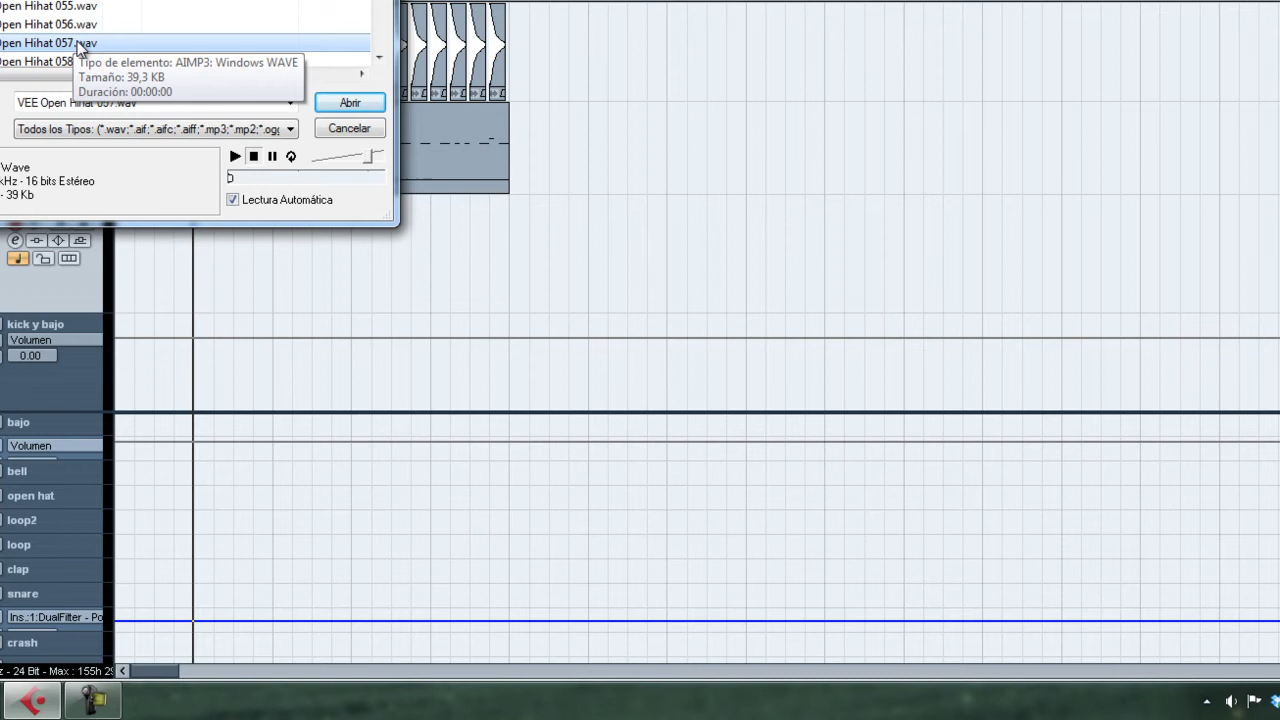 Open Hihat 055.wav
Open Hihat 056.wav
Open Hihat 057.wav
Open Hihat 058
Tipo de elemento: AIMP3: Windows WAVE
Tamaño: 39,3 KB
Duración: 00:00:00
VEE Open Hihat 057.wav
Abrir
Todos los Tipos: (*.wav;*.aif;*.aifc;*.aiff;*.mp3;*.mp2;*.ogg
Cancelar
Wave
kHz - 16 bits Estéreo
- 39 Kb
Lectura Automática
kick y bajo
Volumen
0.00
bajo
Volumen
bell
open hat
loop2
loop
clap
snare
Ins.:1:DualFilter - Po
crash
z - 24 Bit - Max : 155h 29